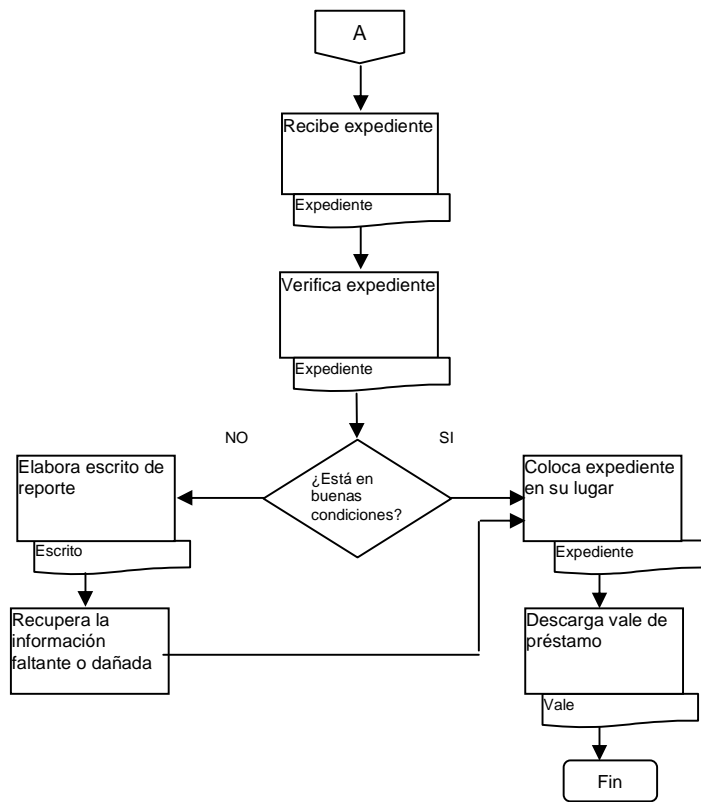 A
Recibe expediente
Expediente
Verifica expediente
Expediente
NO
SI
¿Está en
buenas
condiciones?
Elabora escrito de
reporte
Escrito
Recupera la
información
faltante o dañada
Coloca expediente
en su lugar
Expediente
Descarga vale de
préstamo
Vale
Fin